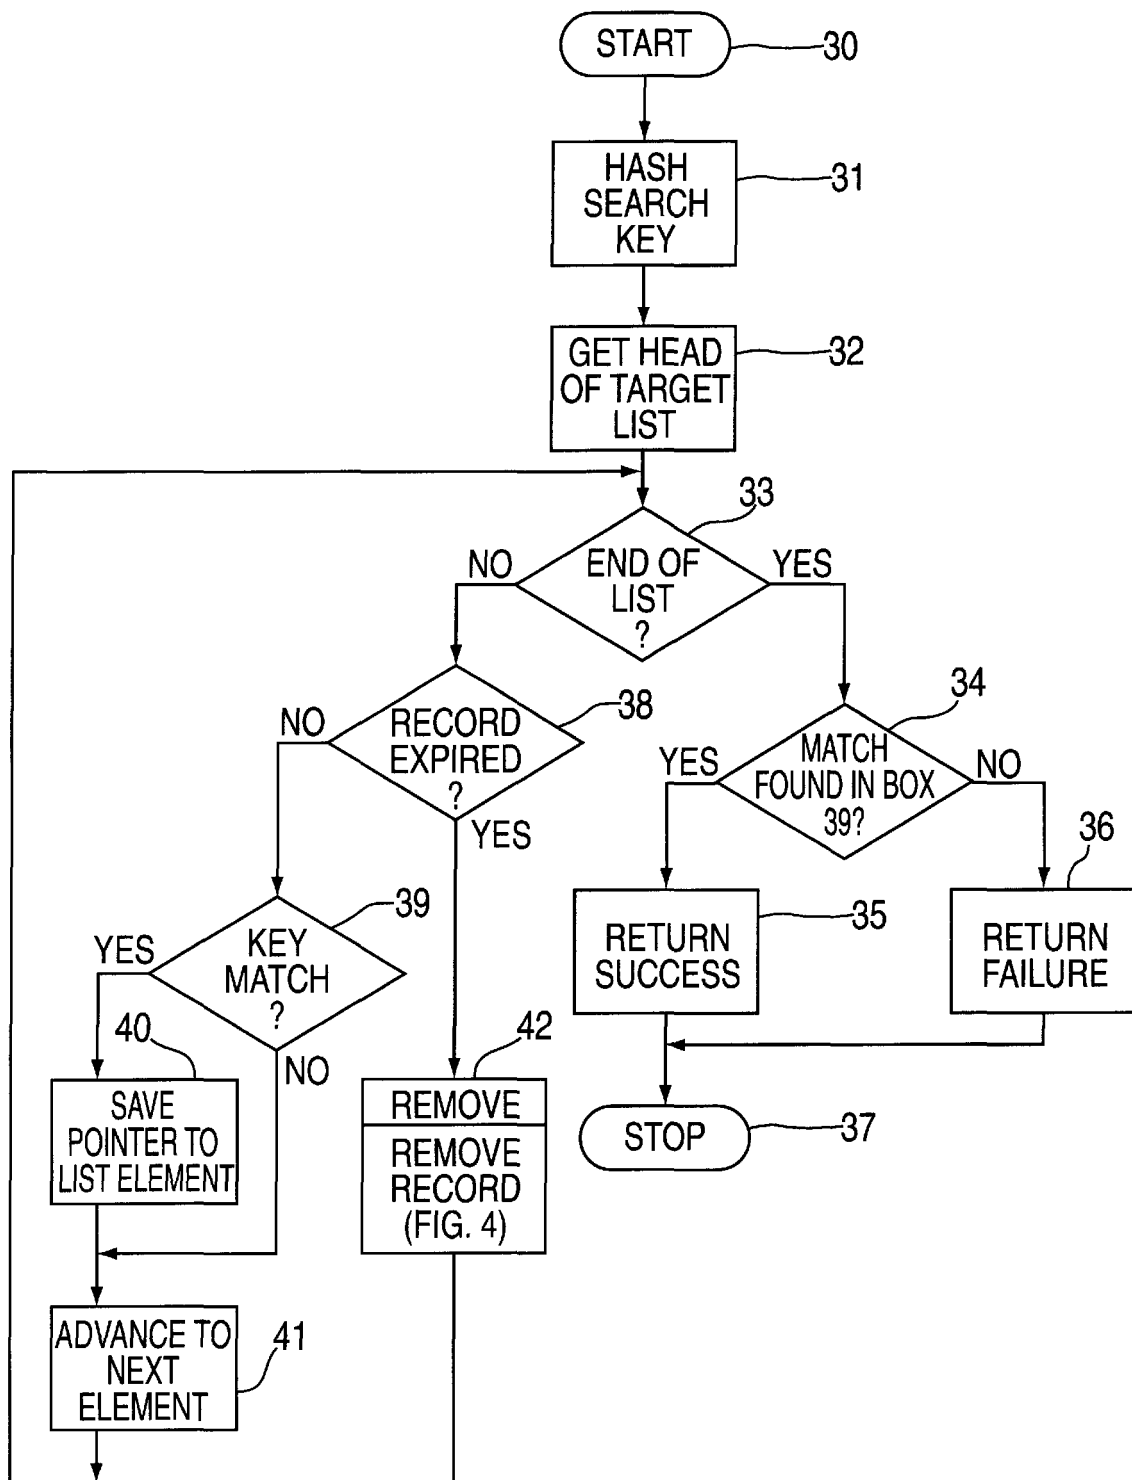 START
30
HASH
SEARCH
KEY
31
GET HEAD
OF TARGET
LIST
32
33
NO
END OF
LIST
?
YES
34
NO
RECORD
EXPIRED
?
38
YES
YES
MATCH
FOUND IN BOX
39?
NO
36
39
YES
KEY
MATCH
?
NO
35
RETURN
SUCCESS
RETURN
FAILURE
40
SAVE
POINTER TO
LIST ELEMENT
42
REMOVE
REMOVE
RECORD
(FIG. 4)
STOP
37
ADVANCE TO
NEXT
ELEMENT
41